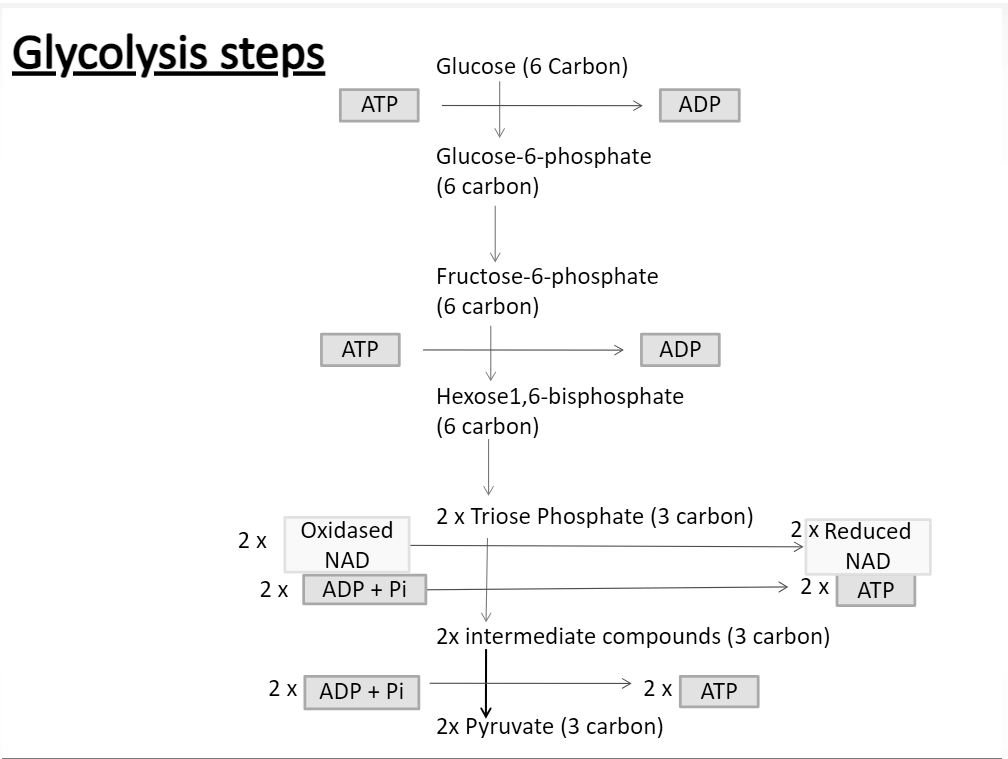 Glycolysis steps
Glucose (6 Carbon)
ATP
ADP
Glucose-6-phosphate
(6 carbon)
Fructose-6-phosphate
(6 carbon)
ATP
ADP
Hexose1,6-bisphosphate
(6 carbon)
2 x Triose Phosphate (3 carbon)
2 x
Oxidased
NAD
2 x Reduced
NAD
2 x
ADP + Pi
2 x
ATP
2x intermediate compounds (3 carbon)
2 x
ADP + Pi
2 x
ATP
2x Pyruvate (3 carbon)